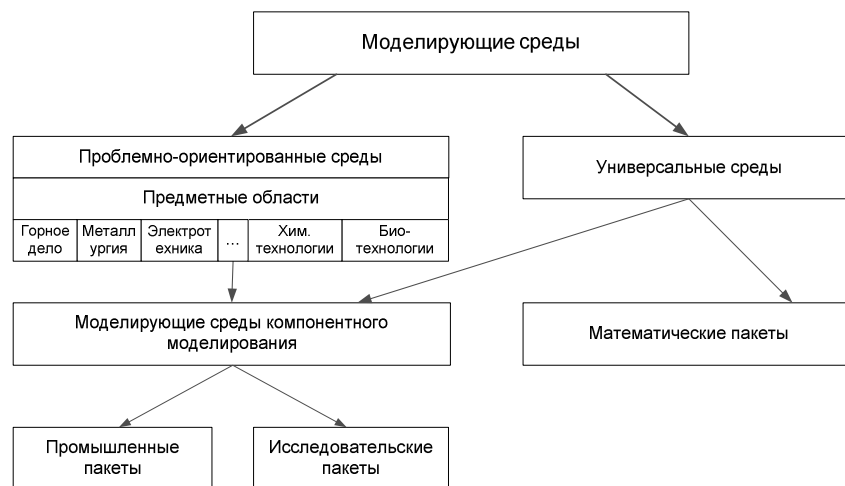 Моделирующие среды
Проблемно-ориентированные среды
Универсальные среды
Предметные области
Горное
дело
Металл
ургия
Электрот
ехника
...
Хим.
технологии
Био-
технологии
Моделирующие среды компонентного
моделирования
Математические пакеты
Промышленные
пакеты
Исследовательские
пакеты